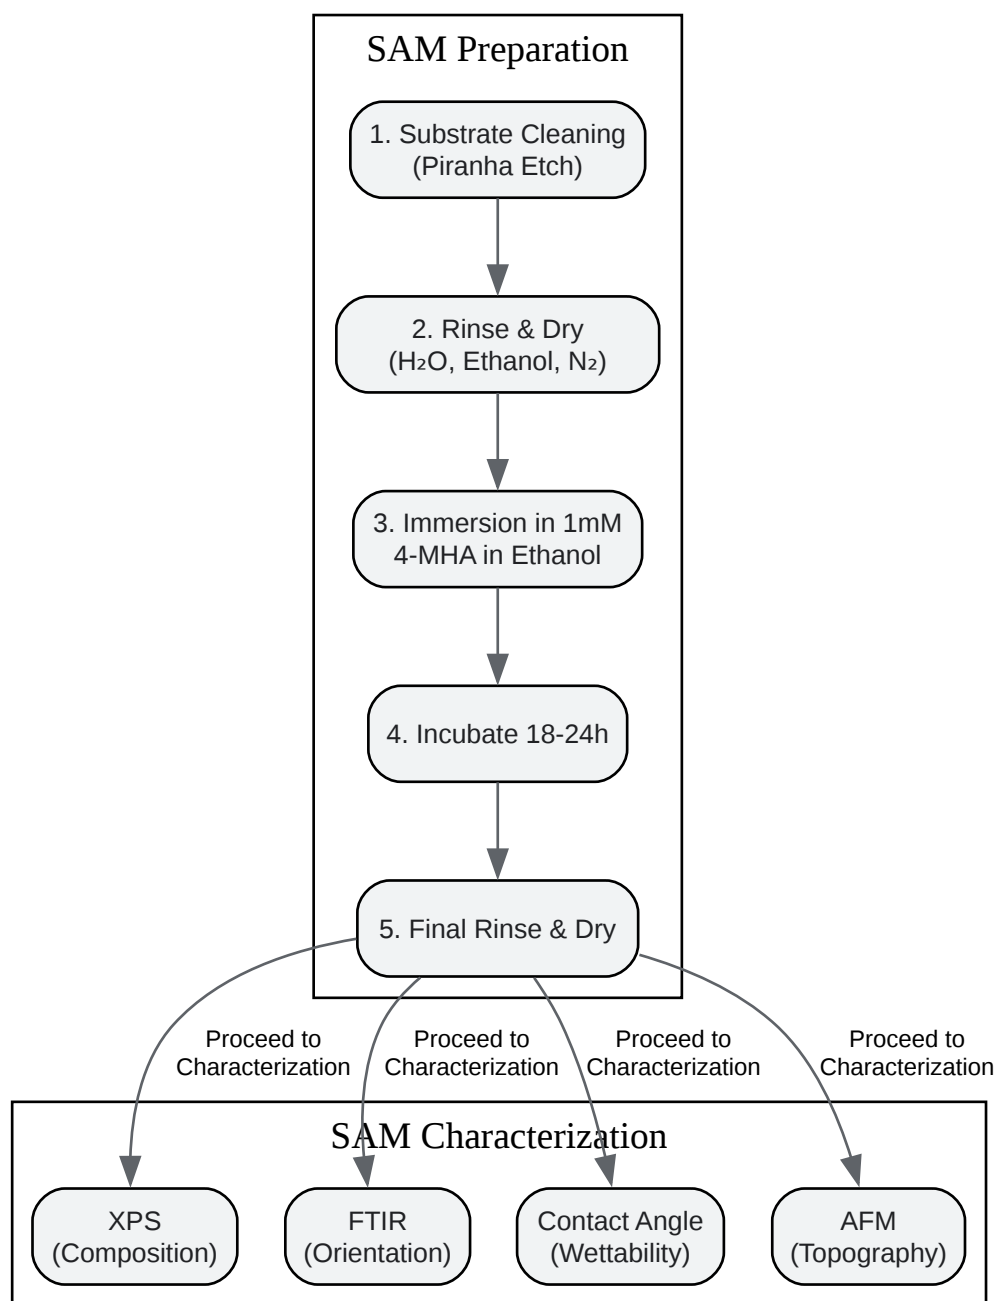 SAM Preparation
1. Substrate Cleaning
(Piranha Etch)
2. Rinse & Dry
(H₂O, Ethanol, N₂)
3. Immersion in 1mM
4-MHA in Ethanol
4. Incubate 18-24h
5. Final Rinse & Dry
Proceed to
Characterization
Proceed to
Characterization
Proceed to
Characterization
Proceed to
Characterization
SAM Characterization
XPS
(Composition)
FTIR
(Orientation)
Contact Angle
(Wettability)
AFM
(Topography)